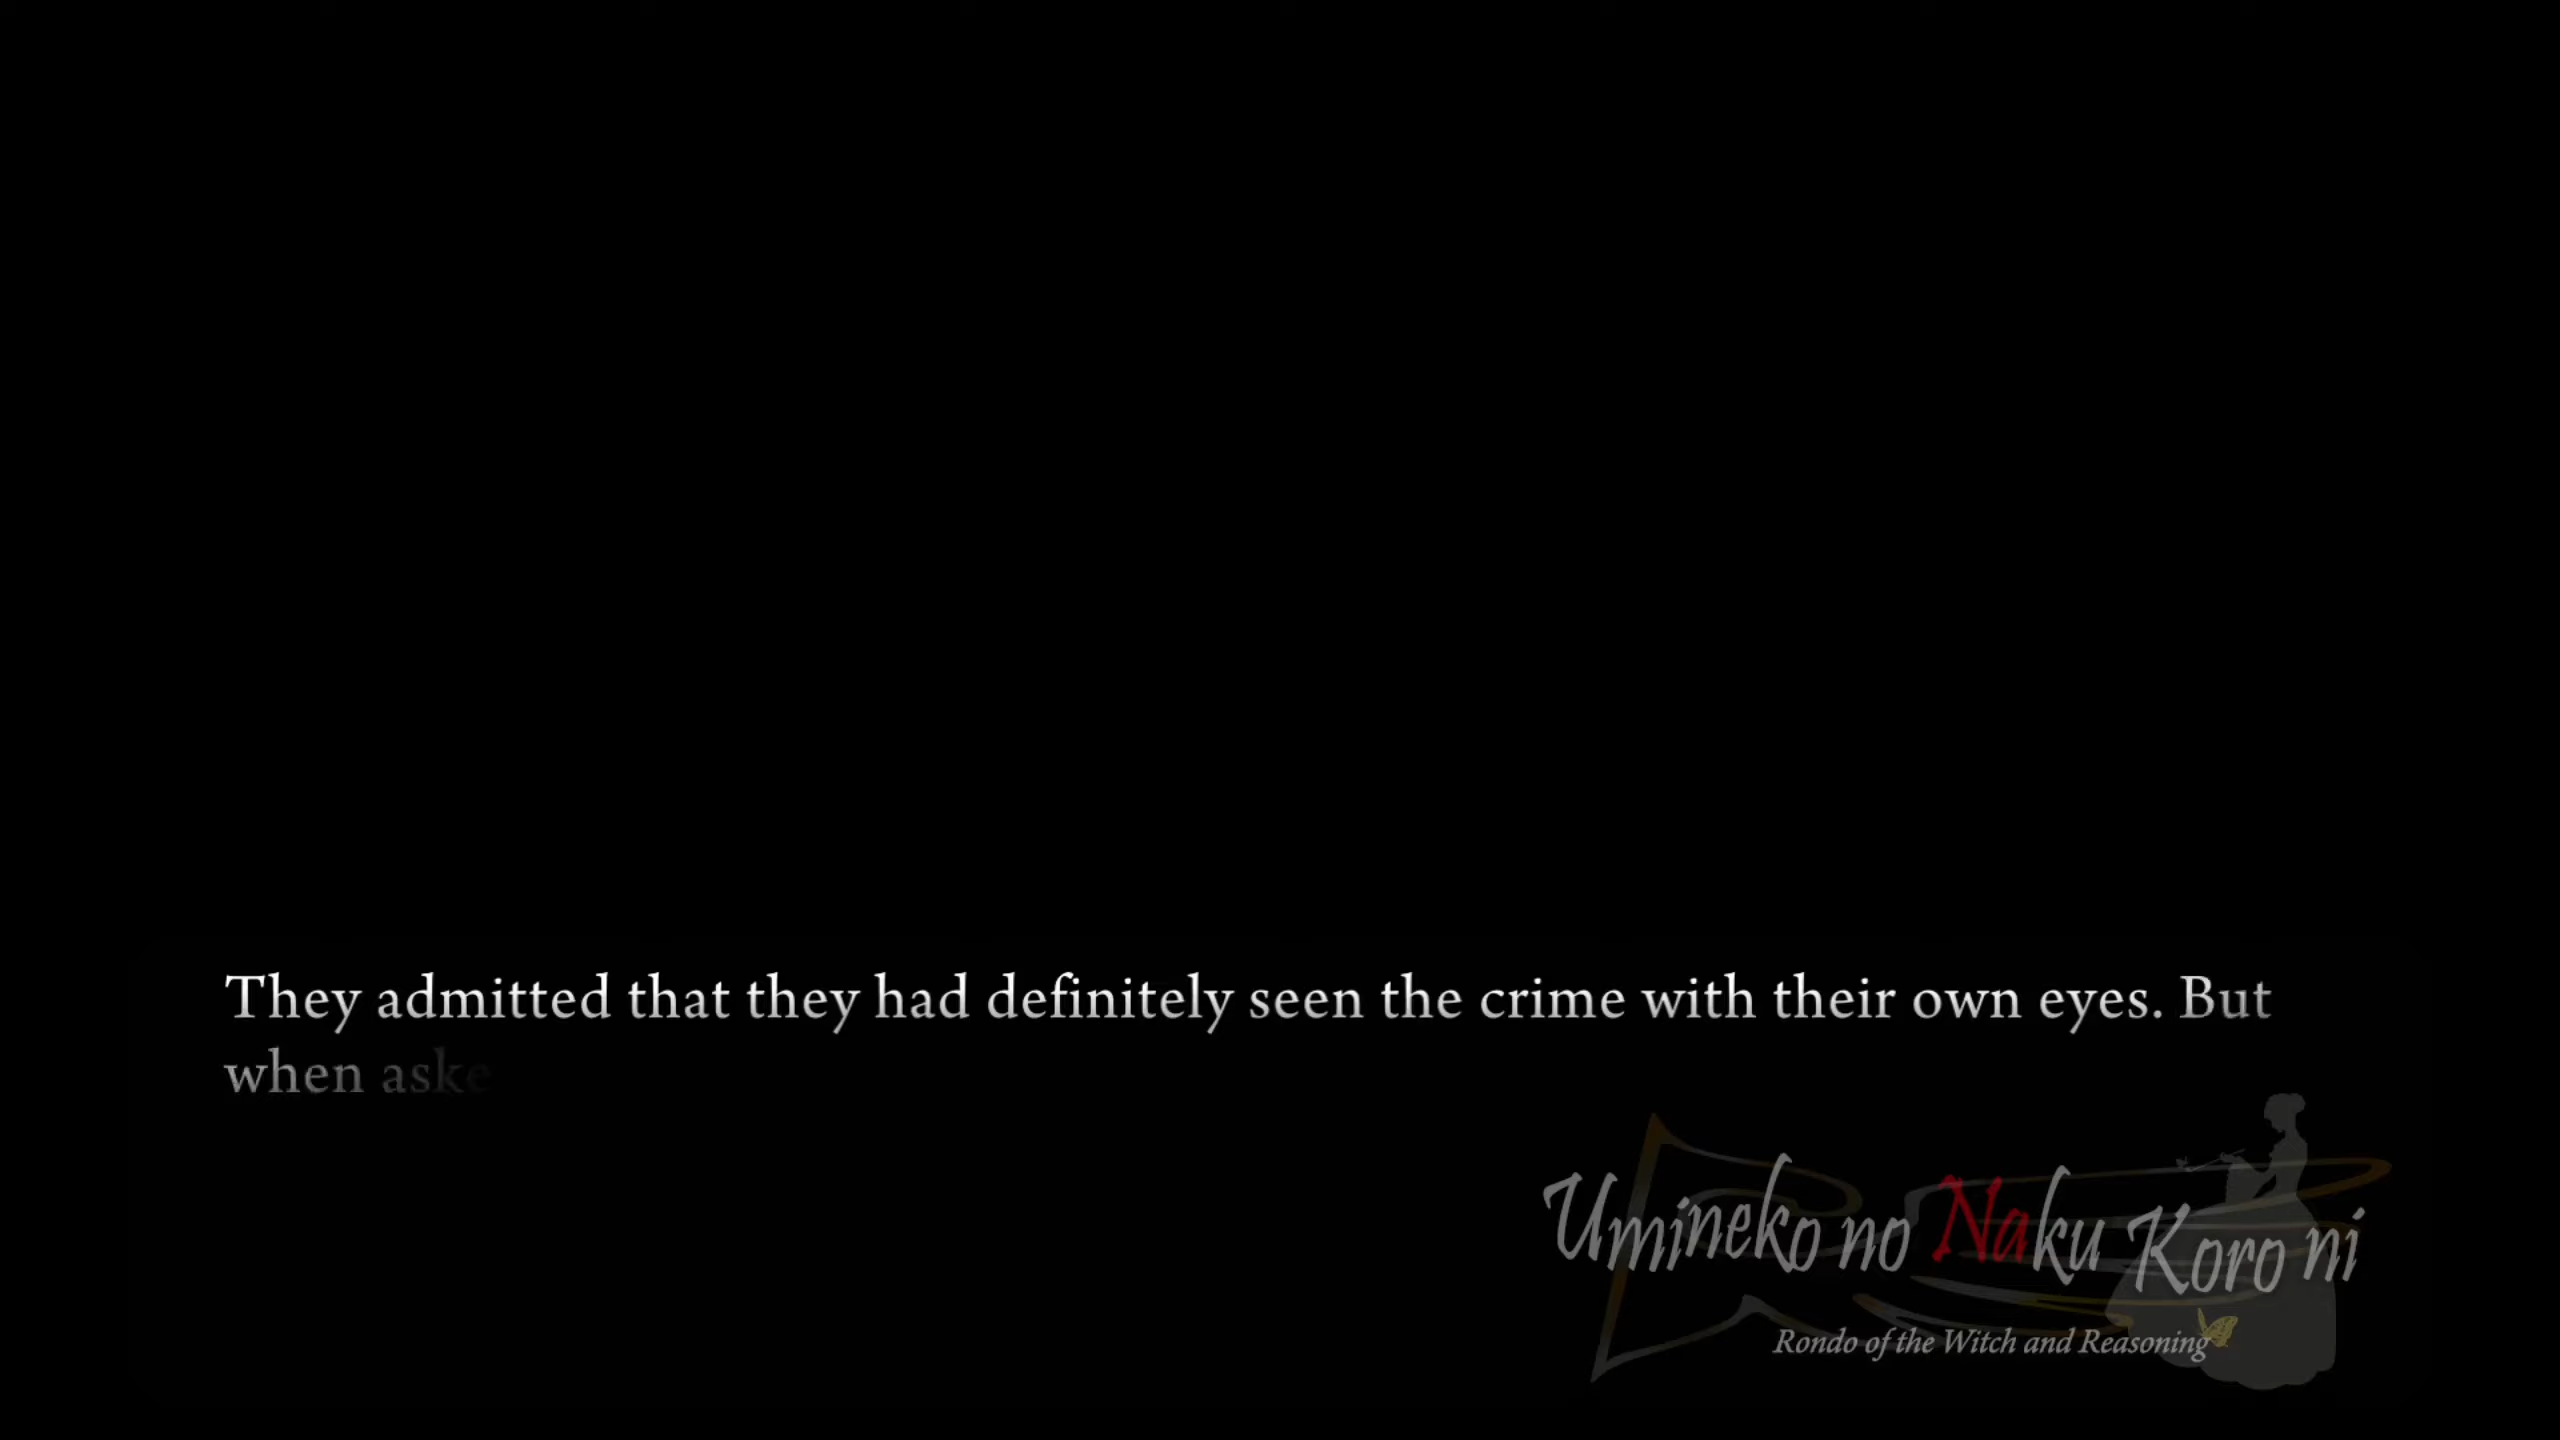 They admitted that they had definitely seen the crime with their own eyes. But
when aske
Umineko no Naku Koro ni
Rondo of the Witch and Reasoning